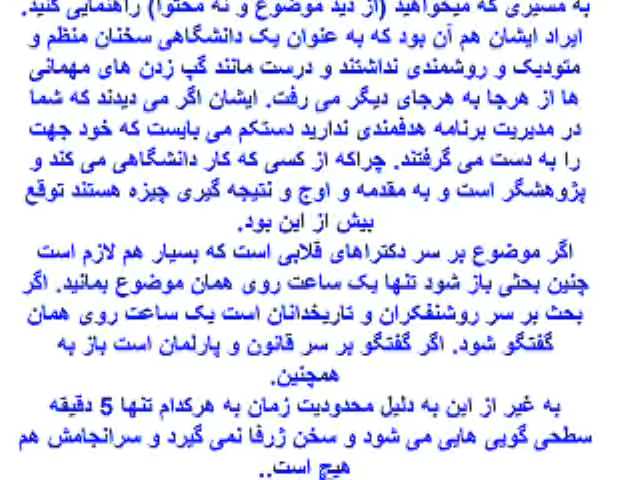 به مسیری که میخواهید (از دید موضوع و نه محتوا) راهنمایی کنید.
ایراد ایشان هم آن بود که به عنوان یک دانشگاهی سخنان منظم و
متودیک و روشمندی نداشتند و درست مانند گپ زدن های مهمانی
ها از هرجا به هرجای دیگر می رفت. ایشان اگر می دیدند که شما
در مدیریت برنامه هدفمندی ندارید دستکم می بایست که خود جهت
را به دست می گرفتند. چراکه از کسی که کار دانشگاهی می کند و
پژوهشگر است و به مقدمه و اوج و نتیجه گیری چیزه هستند توقع
بیش از این بود.
اگر موضوع بر سر دکتراهای قلابی است که بسیار هم لازم است
چنین بحثی باز شود تنها یک ساعت روی همان موضوع بمانید. اگر
بحث بر سر روشنفکران و تاریخدانان است یک ساعت روی همان
گفتگو شود. اگر گفتگو بر سر قانون و پارلمان است باز به
همچنین.
به غیر از این به دلیل محدودیت زمان به هرکدام تنها 5 دقیقه
سطحی گویی هایی می شود و سخن ژرفا نمی گیرد و سرانجامش هم
هیچ است..